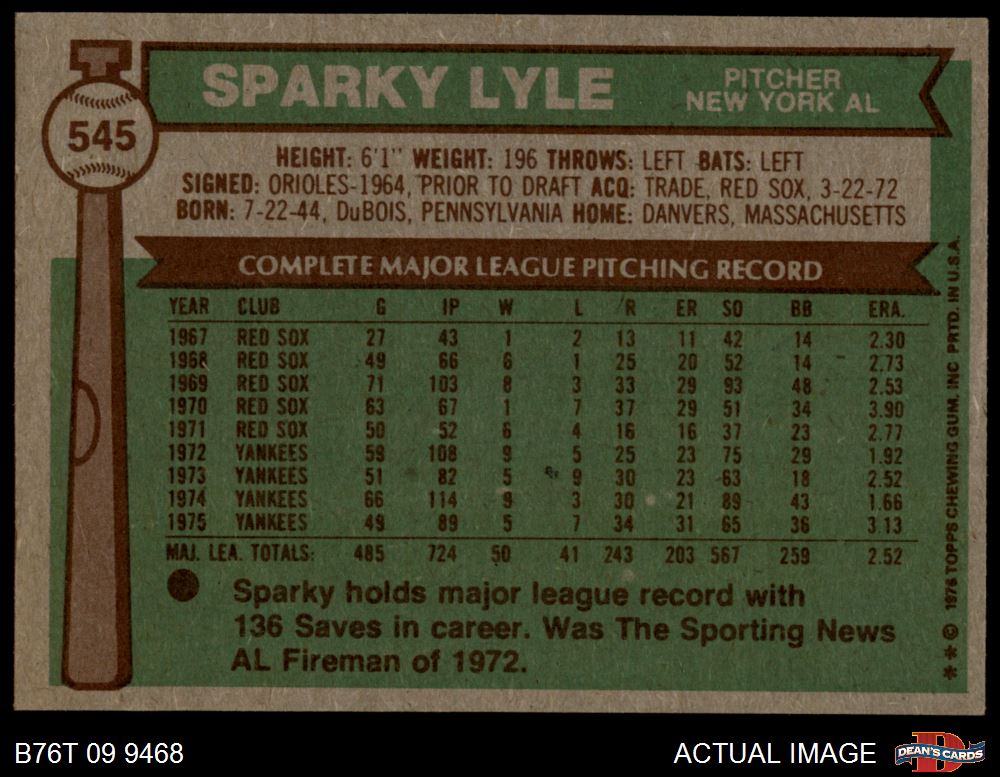 545
SPARKY LYLE
PITCHER
NEW YORK AL
HEIGHT: 6'1" WEIGHT: 196 THROWS: LEFT BATS: LEFT
SIGNED: ORIOLES-1964, PRIOR TO DRAFT ACQ: TRADE, RED SOX, 3-22-72
BORN: 7-22-44, DuBOIS, PENNSYLVANIA HOME: DANVERS, MASSACHUSETTS
COMPLETE MAJOR LEAGUE PITCHING RECORD
YEAR CLUB G IP W L R ER SO BB ERA.
1967 RED SOX 27 43 1 2 13 11 42 14 2.30
1968 RED SOX 49 66 6 1 25 20 52 14 2.73
1969 RED SOX 71 103 8 3 33 29 93 48 2.53
1970 RED SOX 63 67 1 7 37 29 51 34 3.90
1971 RED SOX 50 52 6 4 16 16 37 23 2.77
1972 YANKEES 59 108 9 5 25 23 75 29 1.92
1973 YANKEES 51 82 5 9 30 23 63 18 2.52
1974 YANKEES 66 114 9 3 30 21 89 43 1.66
1975 YANKEES 49 89 5 7 34 31 65 36 3.13
MAJ. LEA. TOTALS: 485 724 50 41 243 203 567 259 2.52
Sparky holds major league record with
136 Saves in career. Was The Sporting News
AL Fireman of 1972.
* * © 1976 TOPPS CHEWING GUM, INC PRTD. IN U.S.A.
B76T 09 9468
ACTUAL IMAGE
D
DEAN'S CARDS